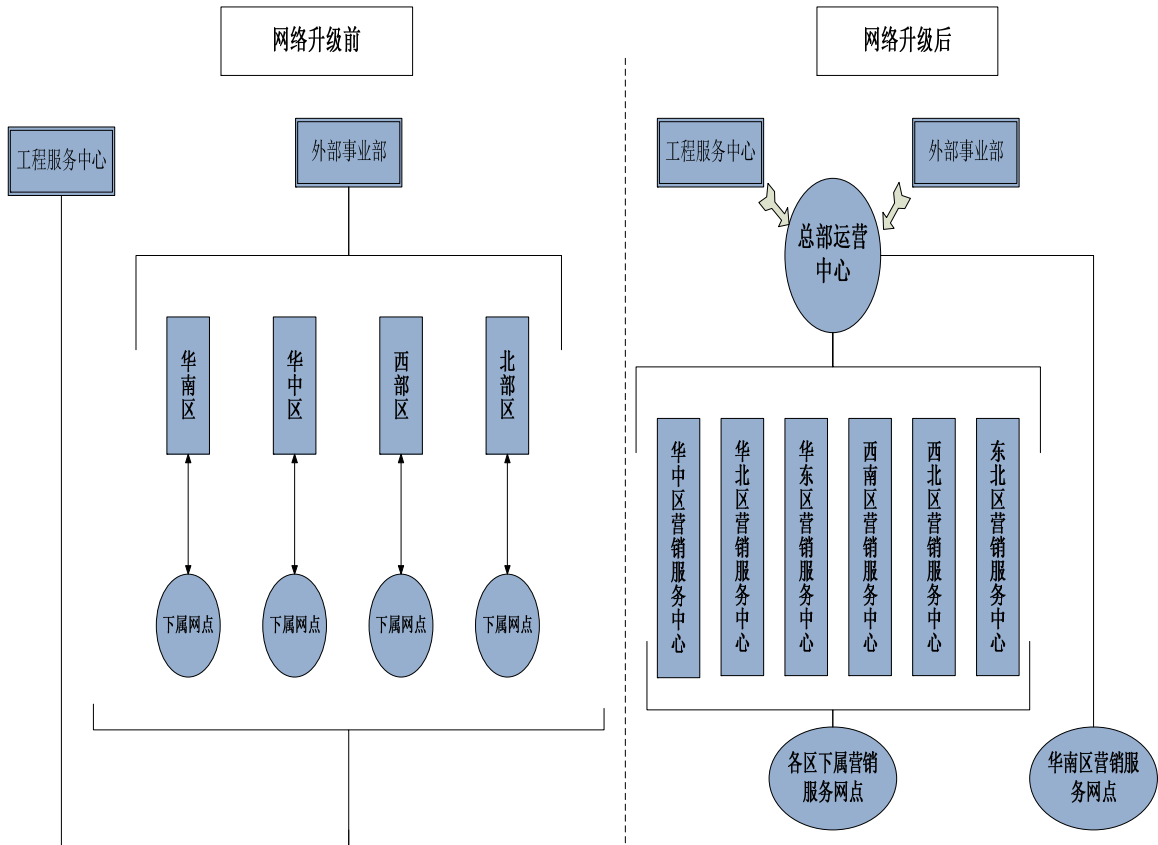 网络升级前
工程服务中心
外部事业部
华南区
华中区
西部区
北部区
下属网点
下属网点
下属网点
下属网点
网络升级后
工程服务中心
外部事业部
总部运营
中心
华中区营销服务中心
华北区营销服务中心
华东区营销服务中心
西南区营销服务中心
西北区营销服务中心
东北区营销服务中心
各区下属营销
服务网点
华南区营销服
务网点